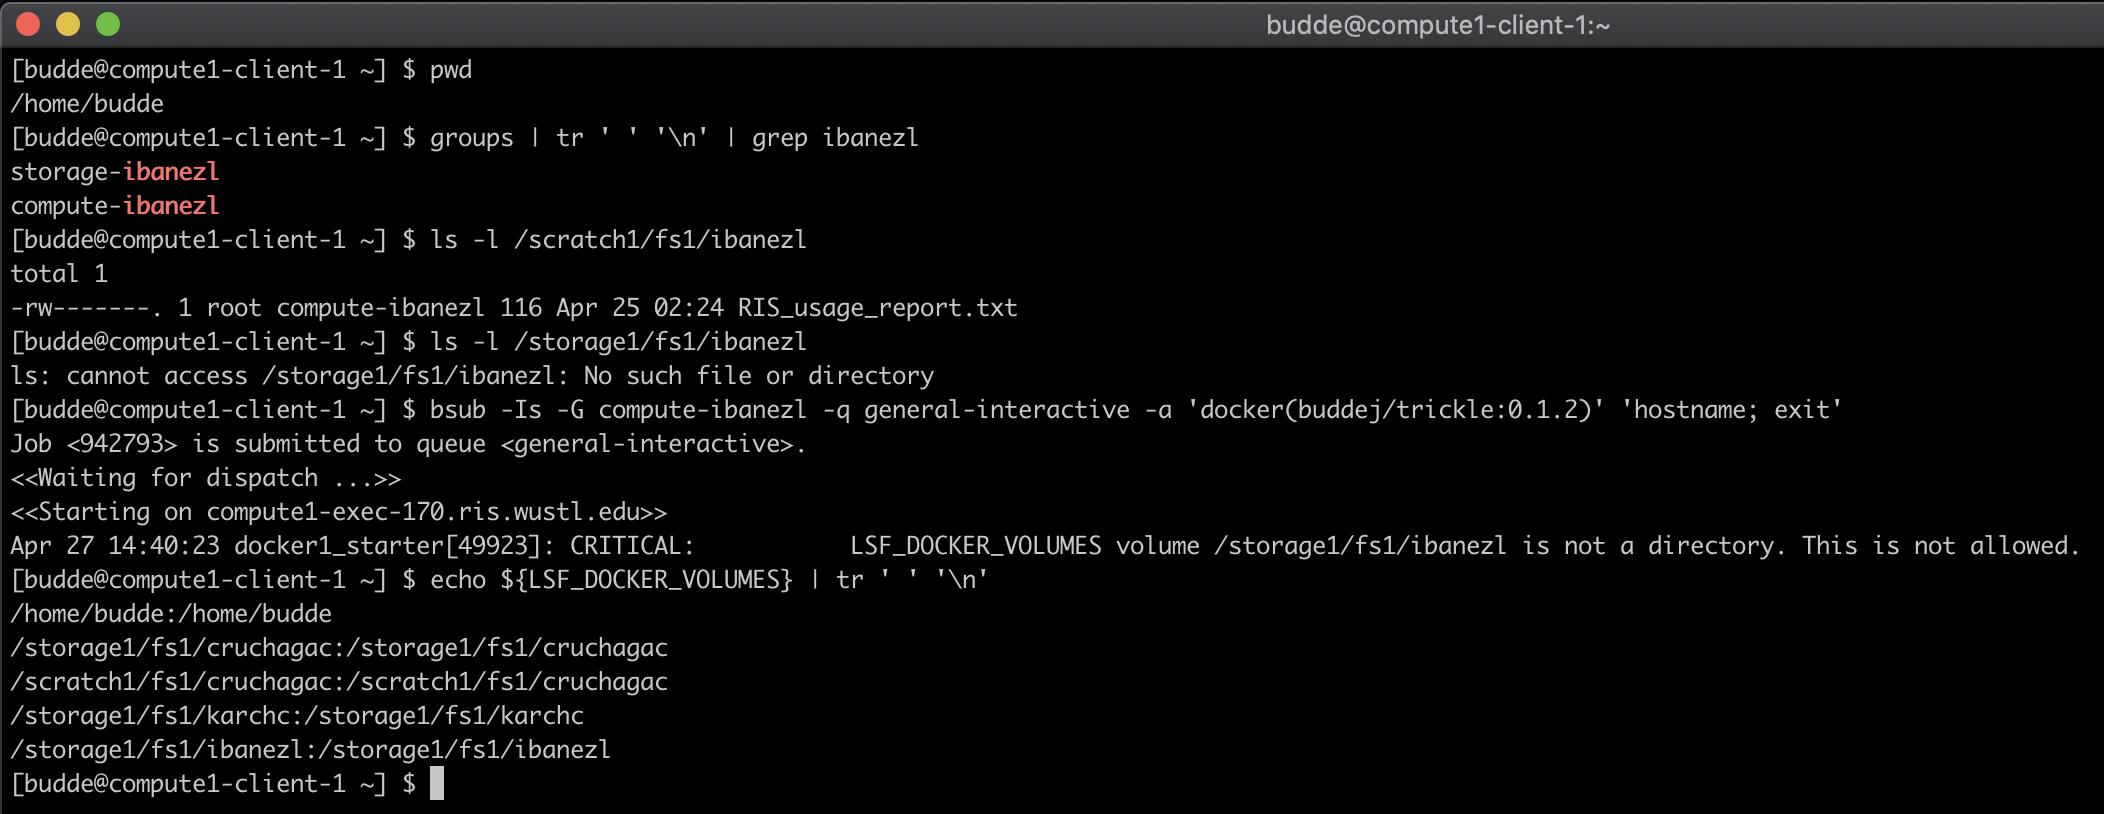 budde@compute1-client-1:~
[budde@compute1-client-1 ~] $ pwd
/home/budde
[budde@compute1-client-1 ~] $ groups | tr ' ' '\n' | grep ibanezl
storage-ibanezl
compute-ibanezl
[budde@compute1-client-1 ~] $ ls -l /scratch1/fs1/ibanezl
total 1
-rw-------. 1 root compute-ibanezl 116 Apr 25 02:24 RIS_usage_report.txt
[budde@compute1-client-1 ~] $ ls -l /storage1/fs1/ibanezl
ls: cannot access /storage1/fs1/ibanezl: No such file or directory
[budde@compute1-client-1 ~] $ bsub -Is -G compute-ibanezl -q general-interactive -a 'docker(buddej/trickle:0.1.2)' 'hostname; exit'
Job <942793> is submitted to queue <general-interactive>.
<<Waiting for dispatch ...>>
<<Starting on compute1-exec-170.ris.wustl.edu>>
Apr 27 14:40:23 docker1_starter[49923]: CRITICAL:           LSF_DOCKER_VOLUMES volume /storage1/fs1/ibanezl is not a directory. This is not allowed.
[budde@compute1-client-1 ~] $ echo ${LSF_DOCKER_VOLUMES} | tr ' ' '\n'
/home/budde:/home/budde
/storage1/fs1/cruchagac:/storage1/fs1/cruchagac
/scratch1/fs1/cruchagac:/scratch1/fs1/cruchagac
/storage1/fs1/karchc:/storage1/fs1/karchc
/storage1/fs1/ibanezl:/storage1/fs1/ibanezl
[budde@compute1-client-1 ~] $